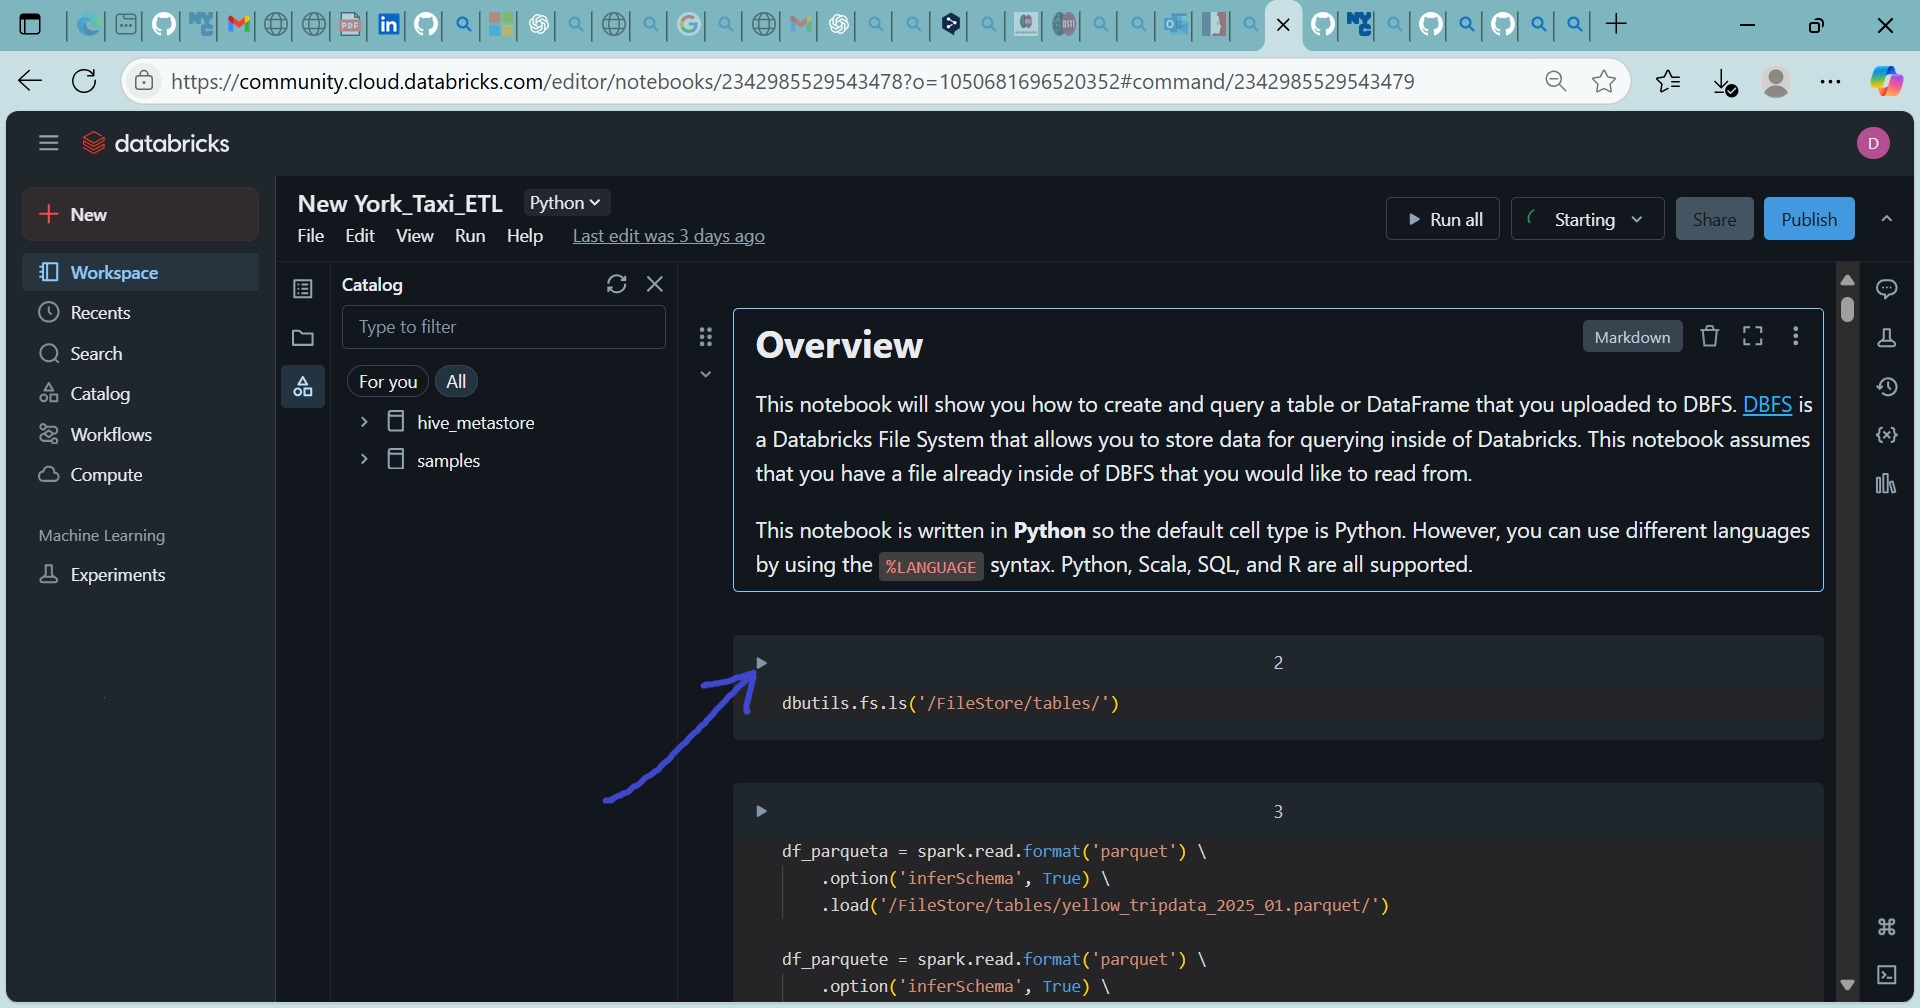 https://community.cloud.databricks.com/editor/notebooks/2342985529543478?o=1050681696520352#command/2342985529543479
databricks
D
New
Workspace
Recents
Search
Catalog
Workflows
Compute
Machine Learning
Experiments
New York_Taxi_ETL
Python
File Edit View Run Help Last edit was 3 days ago
Run all
Starting
Share
Publish
Catalog
Type to filter
For you
All
hive_metastore
samples
Overview
Markdown
This notebook will show you how to create and query a table or DataFrame that you uploaded to DBFS. DBFS is
a Databricks File System that allows you to store data for querying inside of Databricks. This notebook assumes
that you have a file already inside of DBFS that you would like to read from.
This notebook is written in Python so the default cell type is Python. However, you can use different languages
by using the %LANGUAGE syntax. Python, Scala, SQL, and R are all supported.
2
dbutils.fs.ls('/FileStore/tables/')
3
df_parqueta = spark.read.format('parquet') \
.option('inferSchema', True) \
.load('/FileStore/tables/yellow_tripdata_2025_01.parquet/')
df_parquete = spark.read.format('parquet') \
.option('inferSchema', True) \